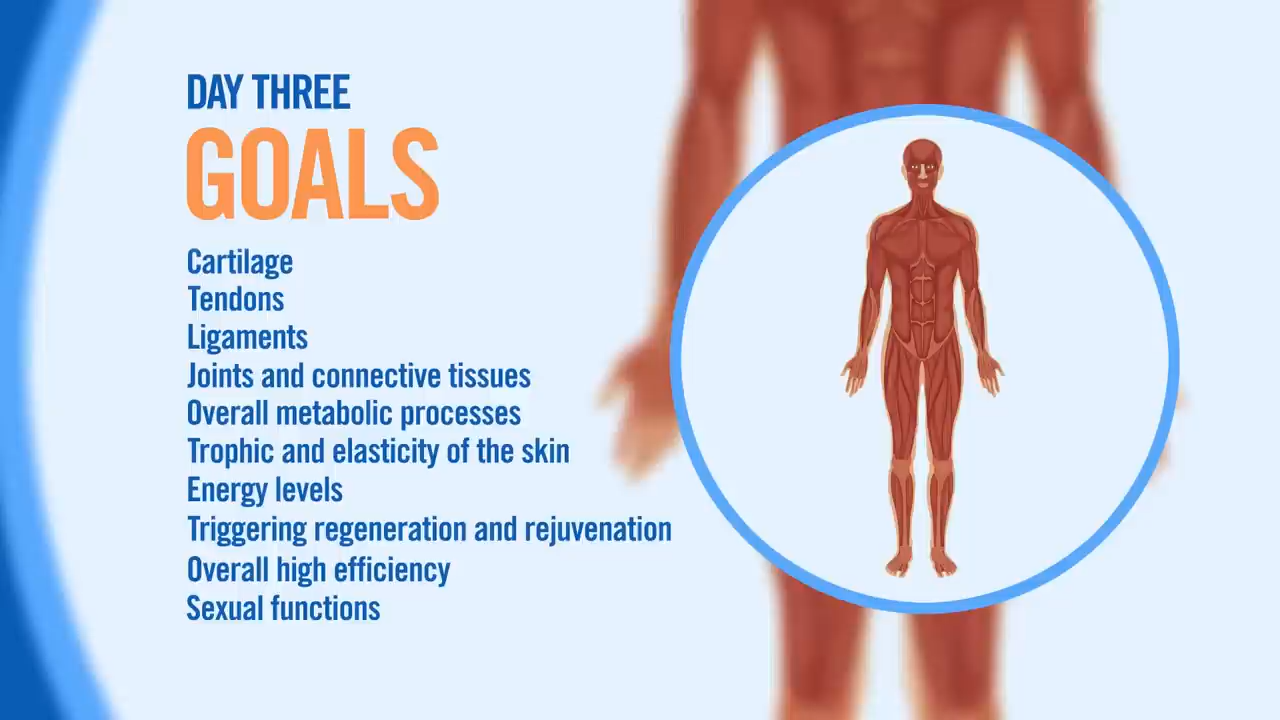 DAY THREE
GOALS
Cartilage
Tendons
Ligaments
Joints and connective tissues
Overall metabolic processes
Trophic and elasticity of the skin
Energy levels
Triggering regeneration and rejuvenation
Overall high efficiency
Sexual functions